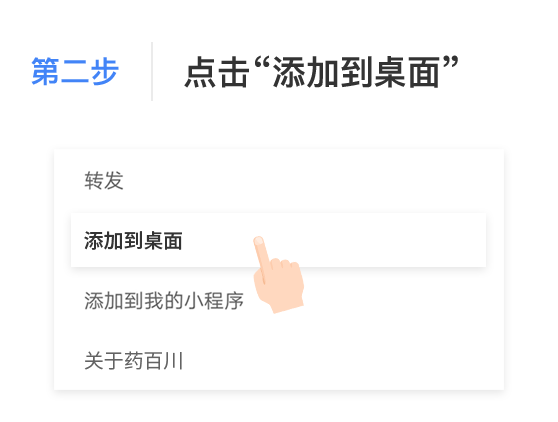 第二步
点击“添加到桌面”
转发
添加到桌面
添加到我的小程序
关于药百川